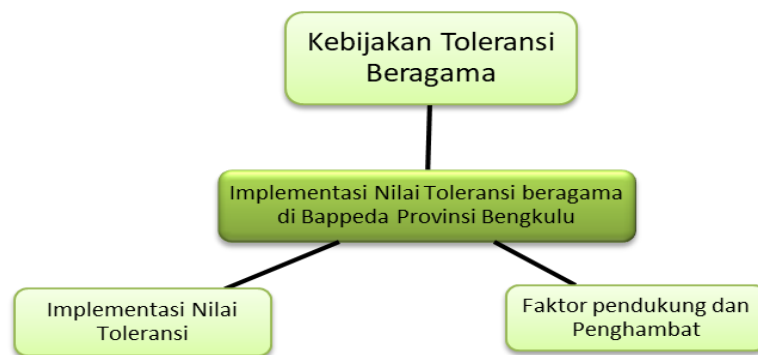 Kebijakan Toleransi
Beragama
Implementasi Nilai Toleransi beragama
di Bappeda Provinsi Bengkulu
Implementasi Nilai
Toleransi
Faktor pendukung dan
Penghambat